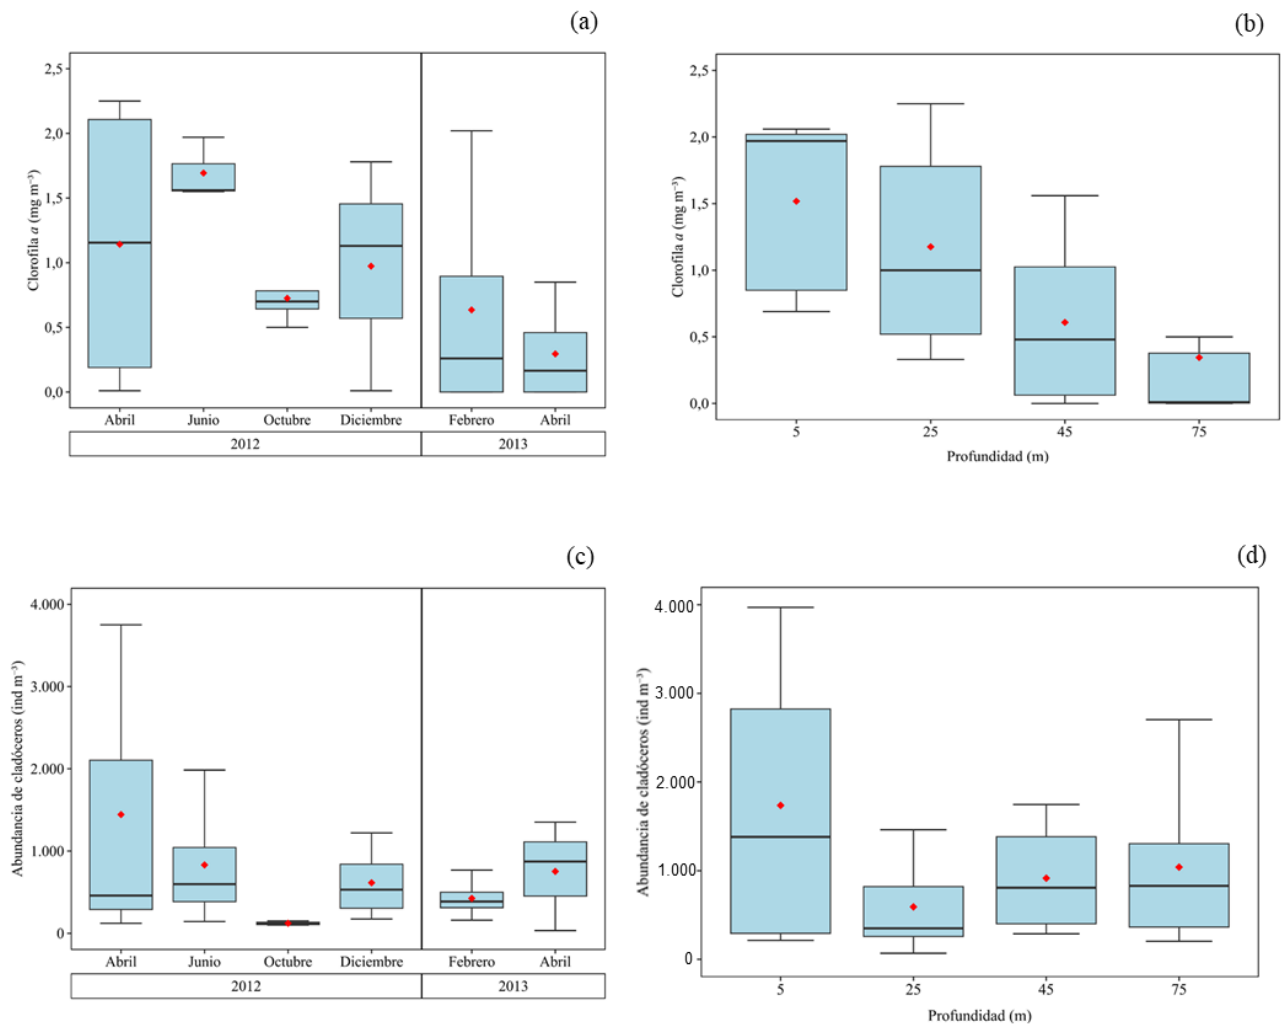 (a)
2,5
2,0
1,5
1,0
0,5
0,0
Clorofila a (mg m⁻³)
Abril Junio Octubre Diciembre Febrero Abril
2012 2013
(b)
2,5
2,0
1,5
1,0
0,5
0,0
Clorofila a (mg m⁻³)
5 25 45 75
Profundidad (m)
(c)
4.000
3.000
2.000
1.000
0
Abundancia de cladóceros (ind m⁻³)
Abril Junio Octubre Diciembre Febrero Abril
2012 2013
(d)
4.000
3.000
2.000
1.000
0
Abundancia de cladóceros (ind m⁻³)
5 25 45 75
Profundidad (m)